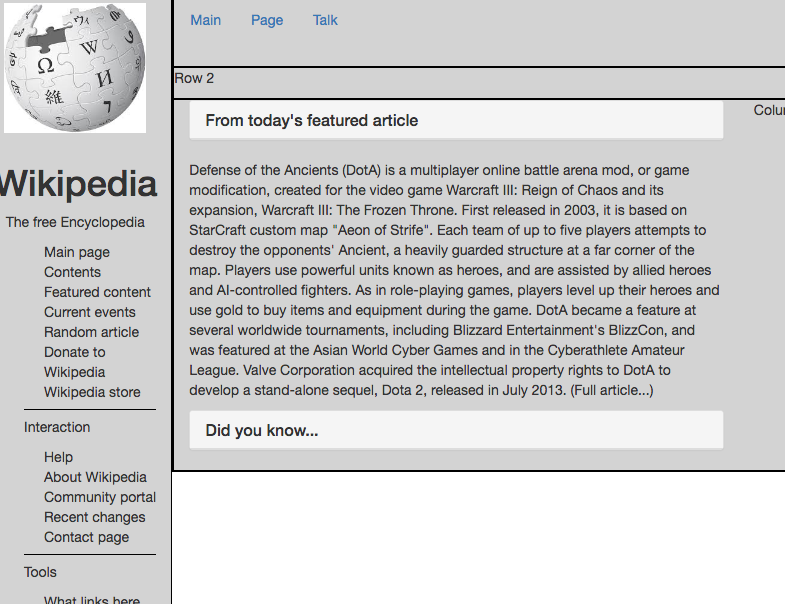 Ω
W
И
維
Wikipedia
The free Encyclopedia
Main page
Contents
Featured content
Current events
Random article
Donate to
Wikipedia
Wikipedia store
Interaction
Help
About Wikipedia
Community portal
Recent changes
Contact page
Tools
What links here
Main Page Talk
Row 2
From today's featured article
Defense of the Ancients (DotA) is a multiplayer online battle arena mod, or game
modification, created for the video game Warcraft III: Reign of Chaos and its
expansion, Warcraft III: The Frozen Throne. First released in 2003, it is based on
StarCraft custom map "Aeon of Strife". Each team of up to five players attempts to
destroy the opponents' Ancient, a heavily guarded structure at a far corner of the
map. Players use powerful units known as heroes, and are assisted by allied heroes
and AI-controlled fighters. As in role-playing games, players level up their heroes and
use gold to buy items and equipment during the game. DotA became a feature at
several worldwide tournaments, including Blizzard Entertainment's BlizzCon, and
was featured at the Asian World Cyber Games and in the Cyberathlete Amateur
League. Valve Corporation acquired the intellectual property rights to DotA to
develop a stand-alone sequel, Dota 2, released in July 2013. (Full article...)
Did you know...
Colu